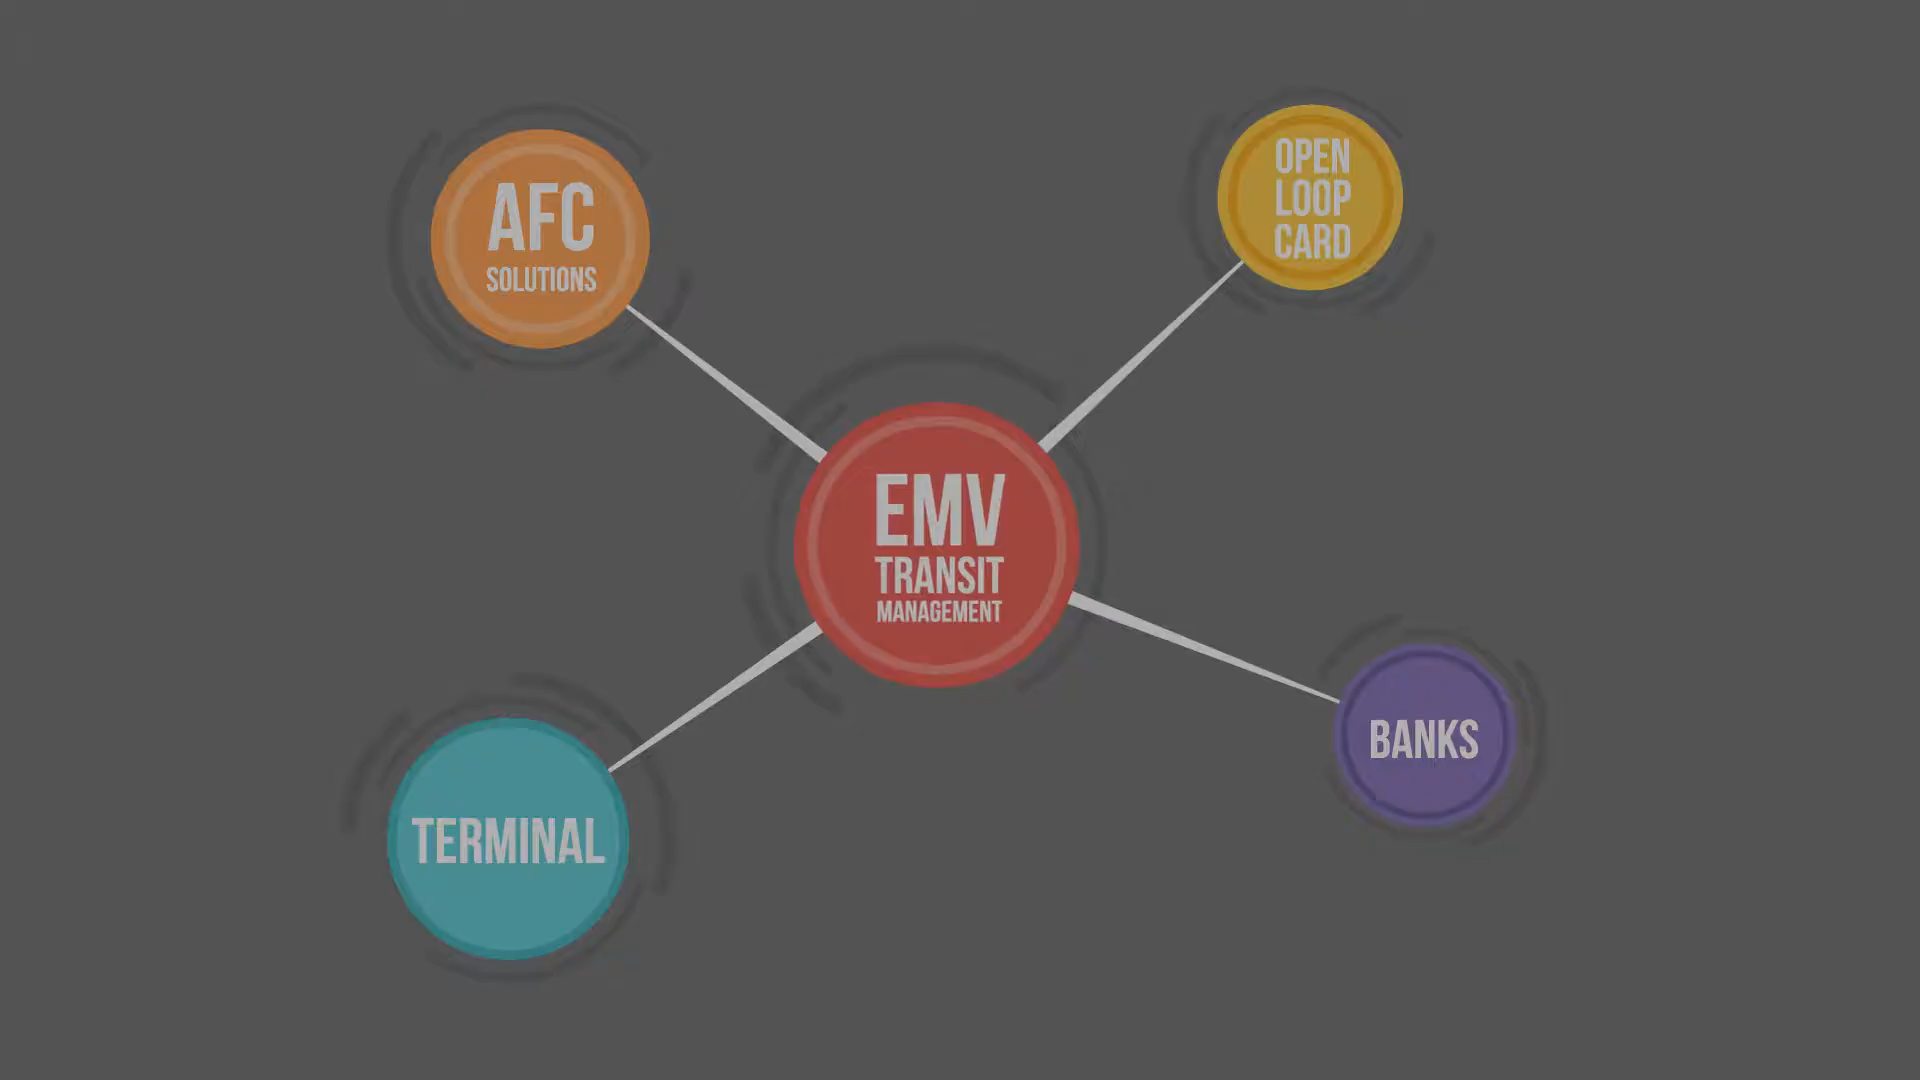 AFC
SOLUTIONS
OPEN
LOOP
CARD
EMV
TRANSIT
MANAGEMENT
TERMINAL
BANKS